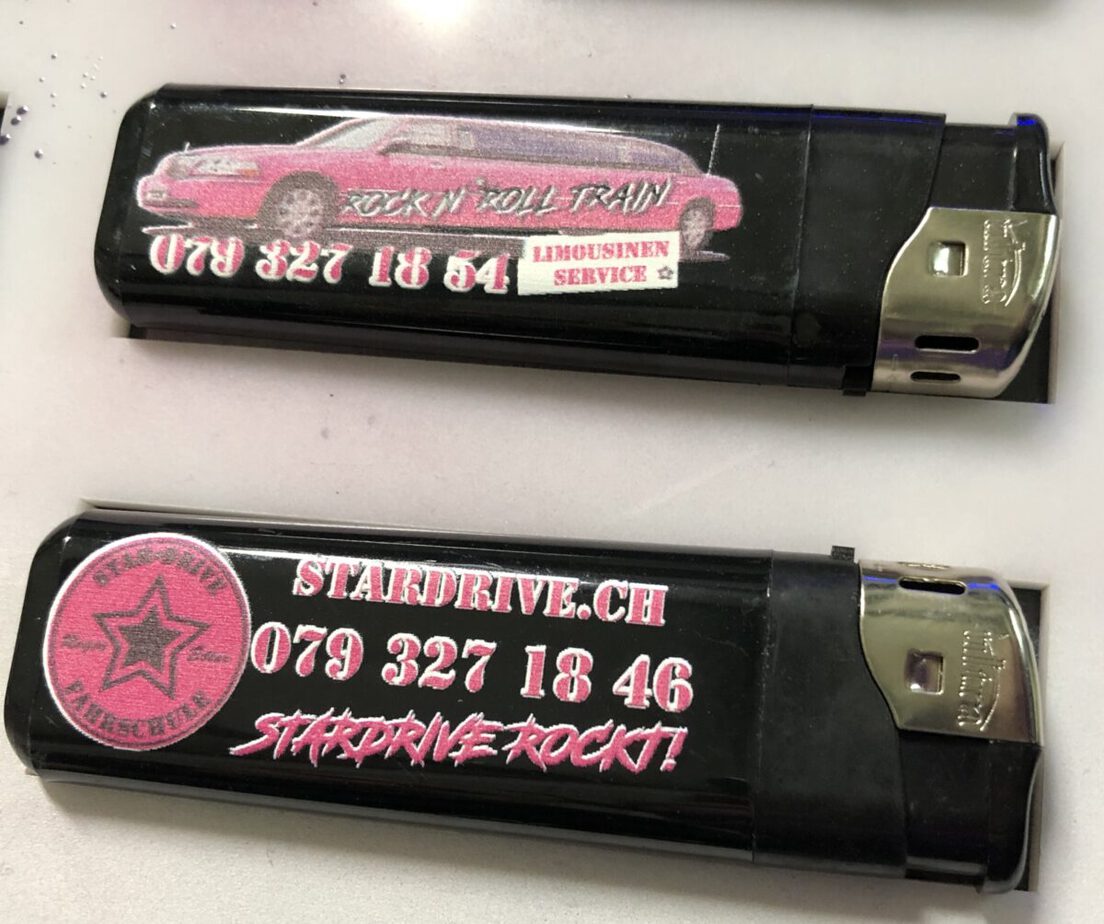 ROCK N' ROLL TRAIN
079 327 18 54
LIMOUSINEN
SERVICE
STAR-DRIVE
FAHRSCHULE
STARDRIVE.CH
079 327 18 46
STARDRIVE ROCKT!